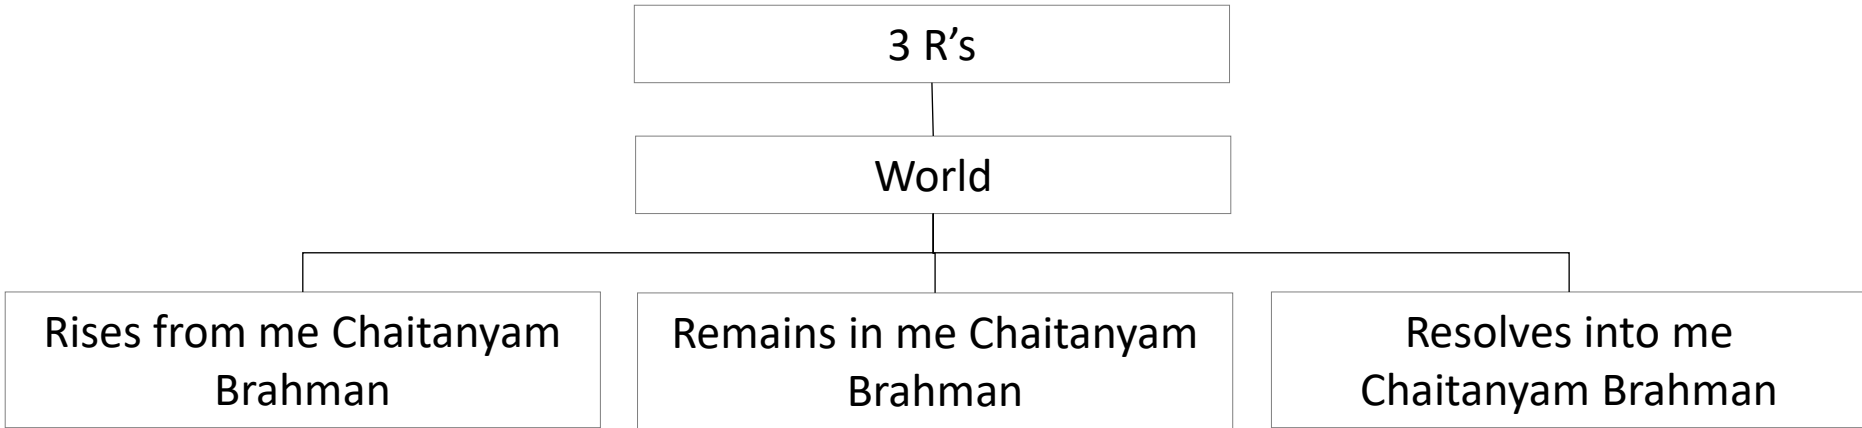 3 R’s
World
Rises from me Chaitanyam
Brahman
Remains in me Chaitanyam
Brahman
Resolves into me
Chaitanyam Brahman